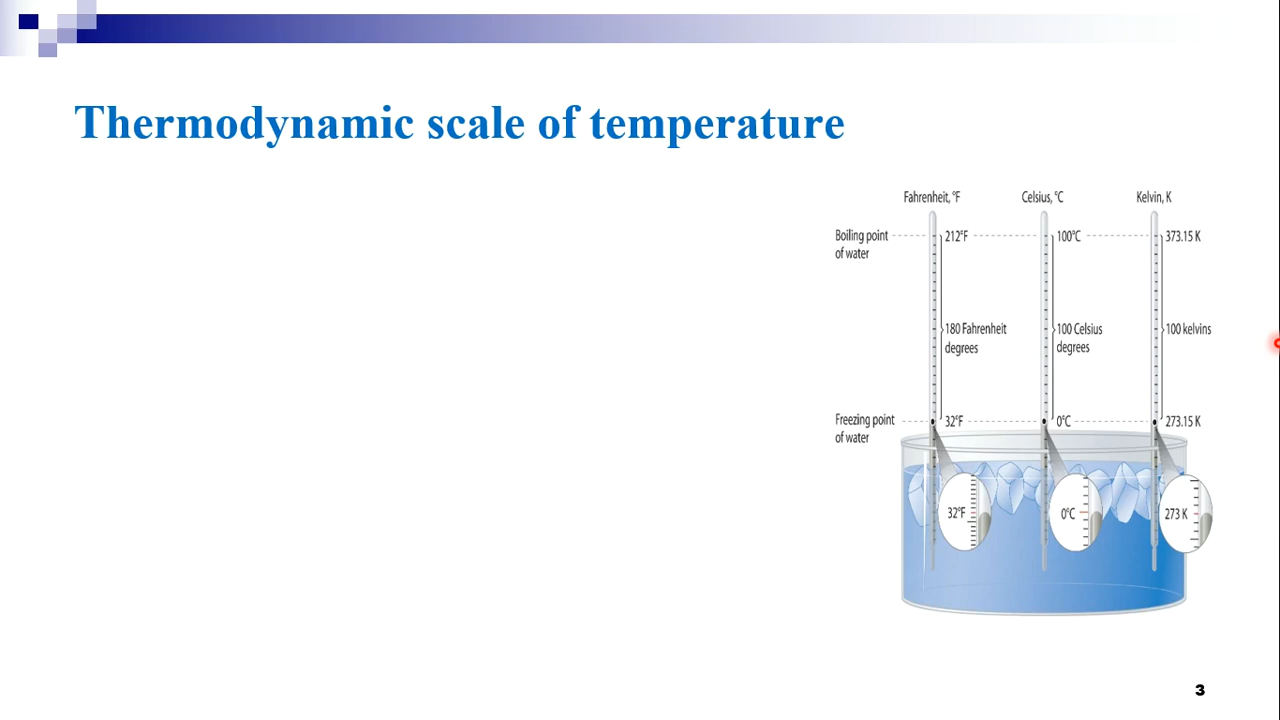 Thermodynamic scale of temperature
Fahrenheit, °F
Celsius, °C
Kelvin, K
Boiling point
of water
212°F
100°C
373.15 K
180 Fahrenheit
degrees
100 Celsius
degrees
100 kelvins
Freezing point
of water
32°F
0°C
273.15 K
32°F
0°C
273 K
3